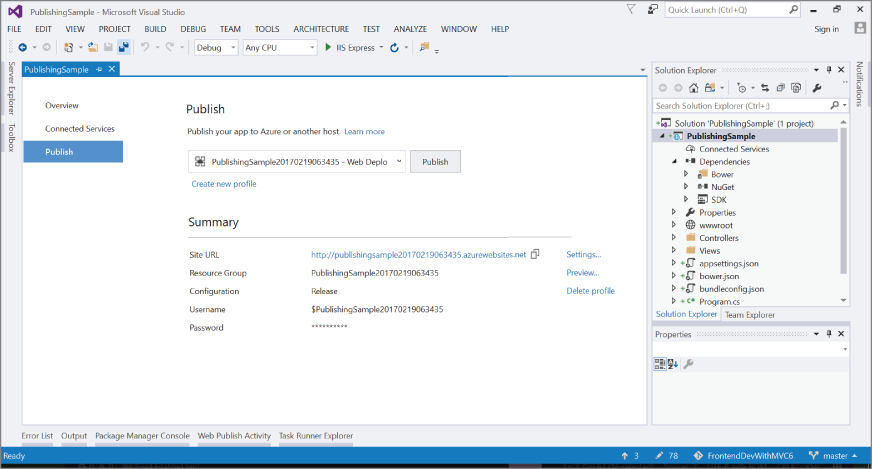 PublishingSample - Microsoft Visual Studio
Quick Launch (Ctrl+Q)
FILE EDIT VIEW PROJECT BUILD DEBUG TEAM TOOLS ARCHITECTURE TEST ANALYZE WINDOW HELP
Sign in
Debug Any CPU IIS Express
Server Explorer
Toolbox
PublishingSample
Overview
Connected Services
Publish
Publish
Publish your app to Azure or another host. Learn more
PublishingSample20170219063435 - Web Deplo
Publish
Create new profile
Summary
Site URL http://publishingsample20170219063435.azurewebsites.net Settings...
Resource Group PublishingSample20170219063435 Preview...
Configuration Release Delete profile
Username $PublishingSample20170219063435
Password **********
Solution Explorer
Search Solution Explorer (Ctrl+;)
Solution 'PublishingSample' (1 project)
PublishingSample
Connected Services
Dependencies
Bower
NuGet
SDK
Properties
wwwroot
Controllers
Views
appsettings.json
bower.json
bundleconfig.json
Program.cs
Solution Explorer Team Explorer
Properties
Notifications
Error List Output Package Manager Console Web Publish Activity Task Runner Explorer
Ready 3 78 FrontendDevWithMVC6 master